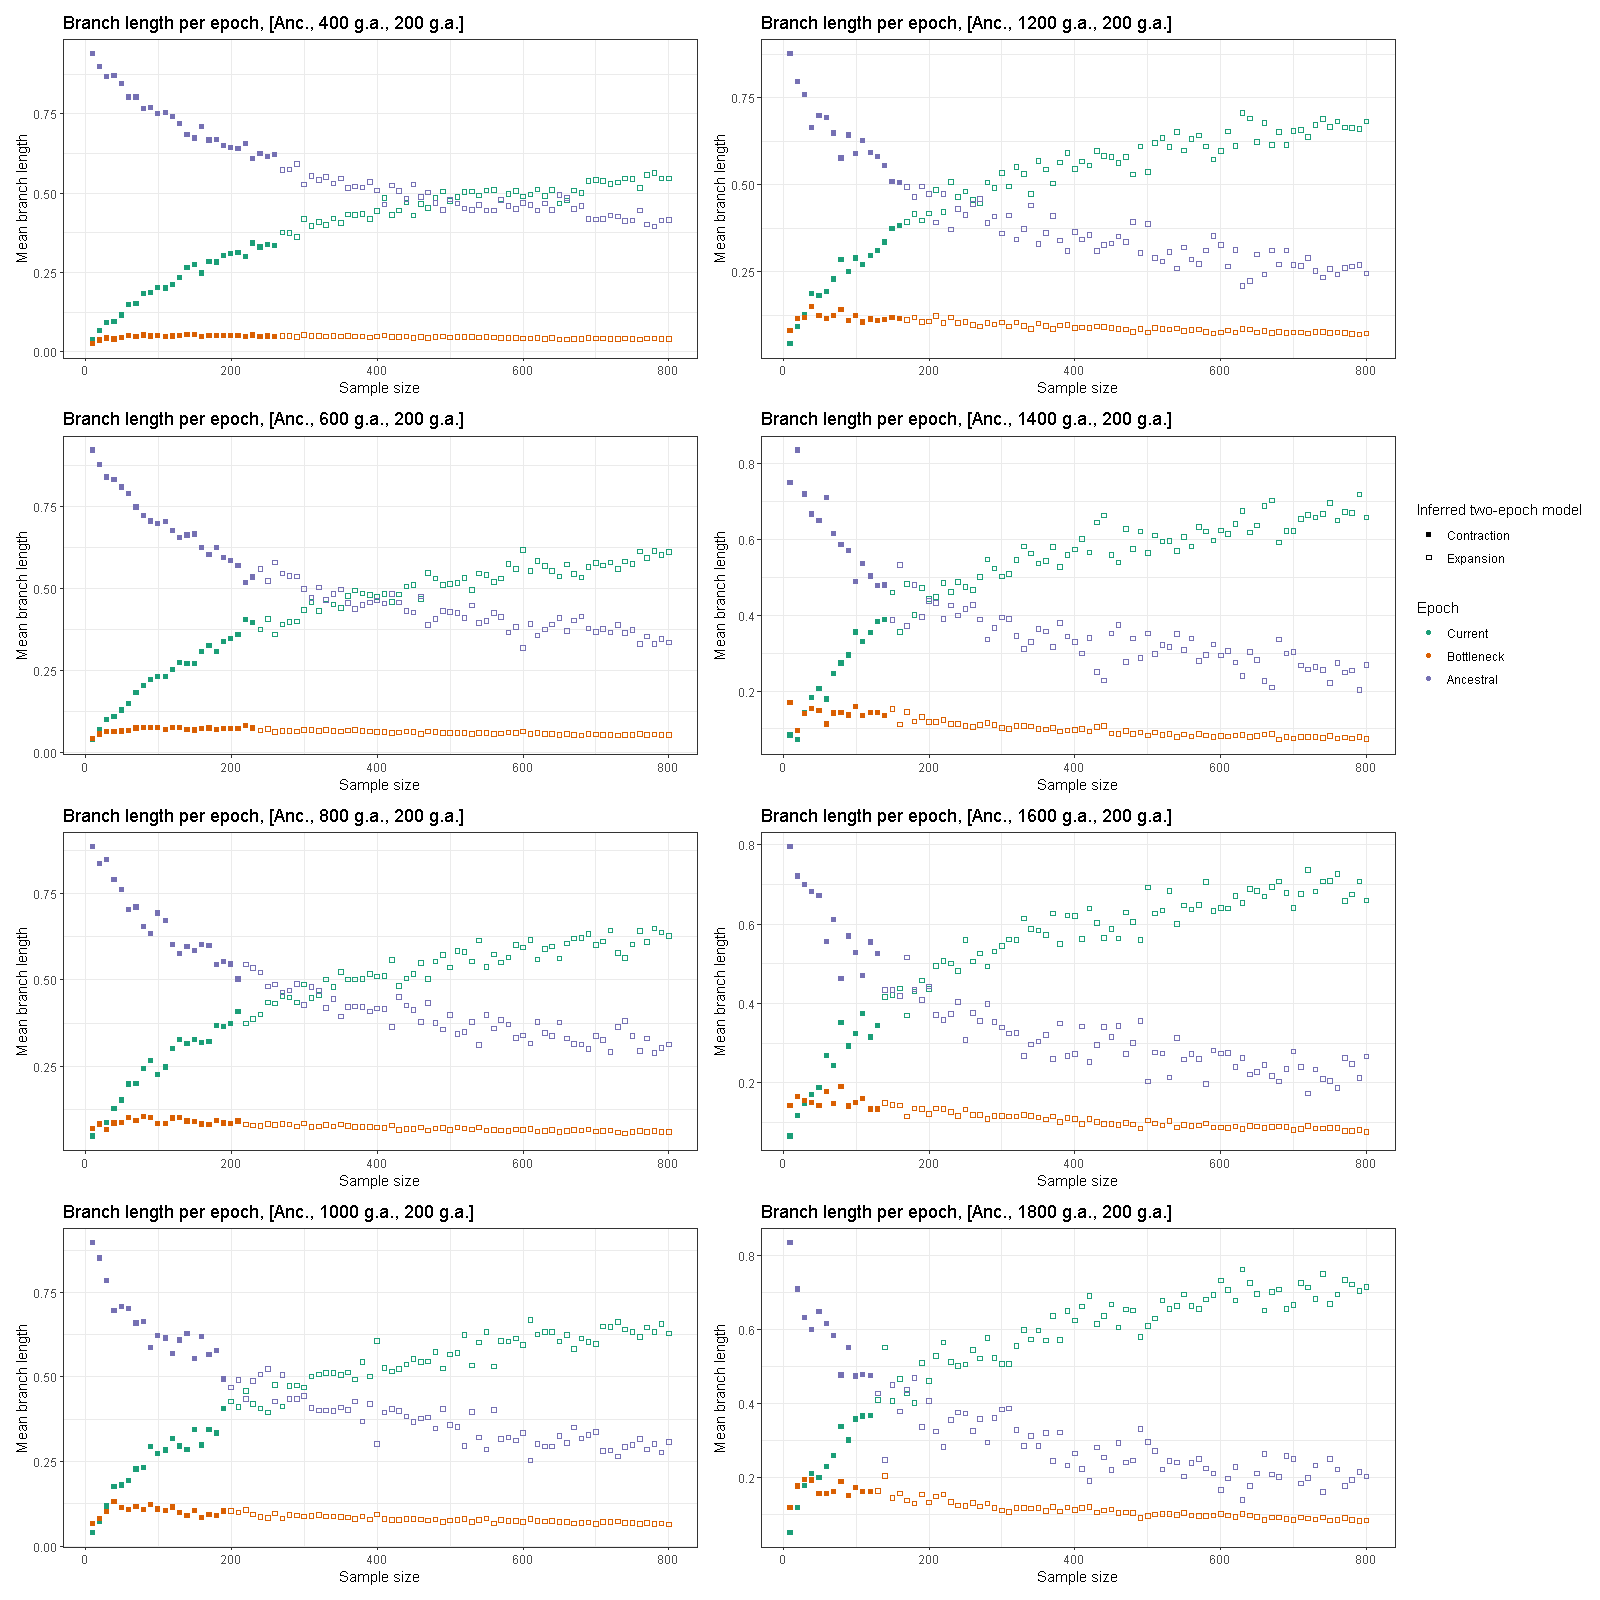 Branch length per epoch, [Anc., 400 g.a., 200 g.a.]
Mean branch length
0.75
0.50
0.25
0.00
0 200 400 600 800
Sample size
Branch length per epoch, [Anc., 1200 g.a., 200 g.a.]
Mean branch length
0.75
0.50
0.25
0 200 400 600 800
Sample size
Branch length per epoch, [Anc., 600 g.a., 200 g.a.]
Mean branch length
0.75
0.50
0.25
0.00
0 200 400 600 800
Sample size
Branch length per epoch, [Anc., 1400 g.a., 200 g.a.]
Mean branch length
0.8
0.6
0.4
0.2
0 200 400 600 800
Sample size
Branch length per epoch, [Anc., 800 g.a., 200 g.a.]
Mean branch length
0.75
0.50
0.25
0 200 400 600 800
Sample size
Branch length per epoch, [Anc., 1600 g.a., 200 g.a.]
Mean branch length
0.8
0.6
0.4
0.2
0 200 400 600 800
Sample size
Branch length per epoch, [Anc., 1000 g.a., 200 g.a.]
Mean branch length
0.75
0.50
0.25
0.00
0 200 400 600 800
Sample size
Branch length per epoch, [Anc., 1800 g.a., 200 g.a.]
Mean branch length
0.8
0.6
0.4
0.2
0 200 400 600 800
Sample size
Inferred two-epoch model
Contraction
Expansion
Epoch
Current
Bottleneck
Ancestral